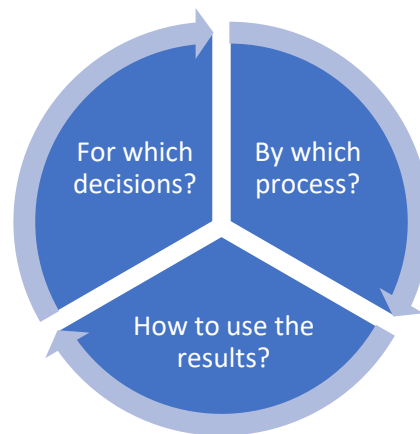 For which
decisions?
By which
process?
How to use the
results?